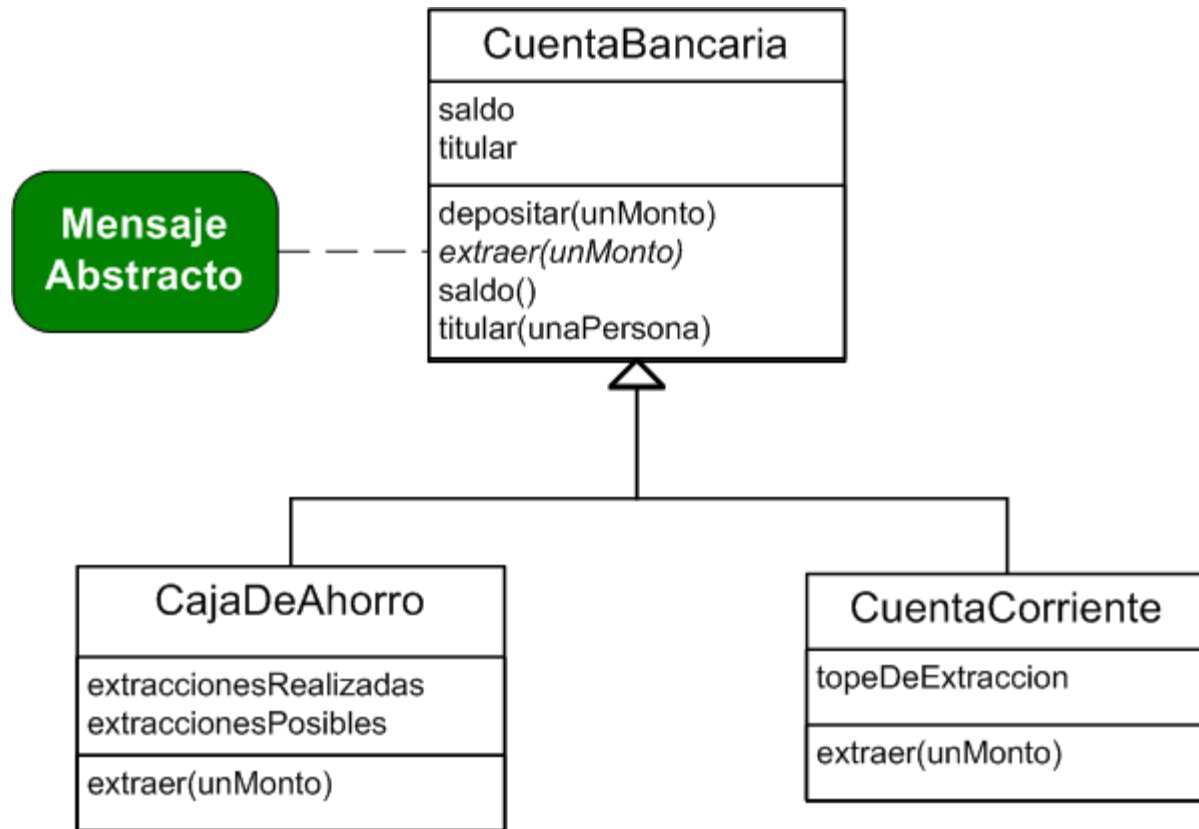 CuentaBancaria
saldo
titular
Mensaje
Abstracto
depositar(unMonto)
extraer(unMonto)
saldo()
titular(unaPersona)
CajaDeAhorro
extraccionesRealizadas
extraccionesPosibles
extraer(unMonto)
CuentaCorriente
topeDeExtraccion
extraer(unMonto)